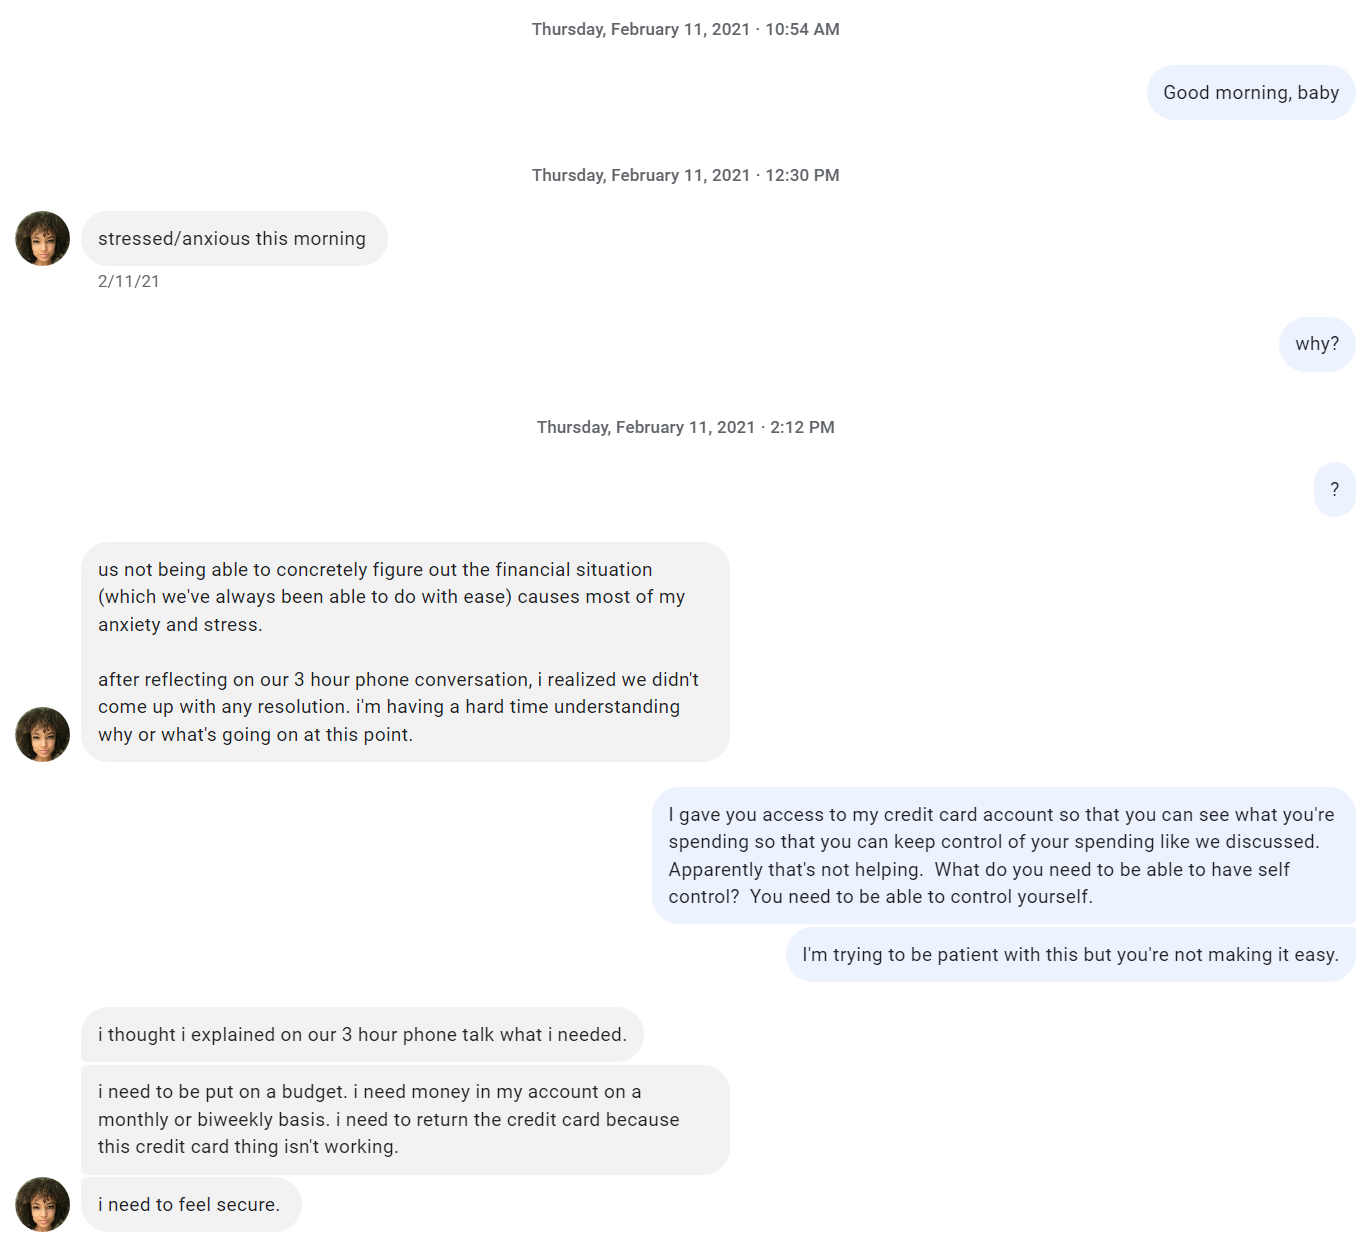 Thursday, February 11, 2021 · 10:54 AM
Good morning, baby
Thursday, February 11, 2021 · 12:30 PM
stressed/anxious this morning
2/11/21
why?
Thursday, February 11, 2021 · 2:12 PM
?
us not being able to concretely figure out the financial situation
(which we've always been able to do with ease) causes most of my
anxiety and stress.
after reflecting on our 3 hour phone conversation, i realized we didn't
come up with any resolution. i'm having a hard time understanding
why or what's going on at this point.
I gave you access to my credit card account so that you can see what you're
spending so that you can keep control of your spending like we discussed.
Apparently that's not helping.  What do you need to be able to have self
control?  You need to be able to control yourself.
I'm trying to be patient with this but you're not making it easy.
i thought i explained on our 3 hour phone talk what i needed.
i need to be put on a budget. i need money in my account on a
monthly or biweekly basis. i need to return the credit card because
this credit card thing isn't working.
i need to feel secure.